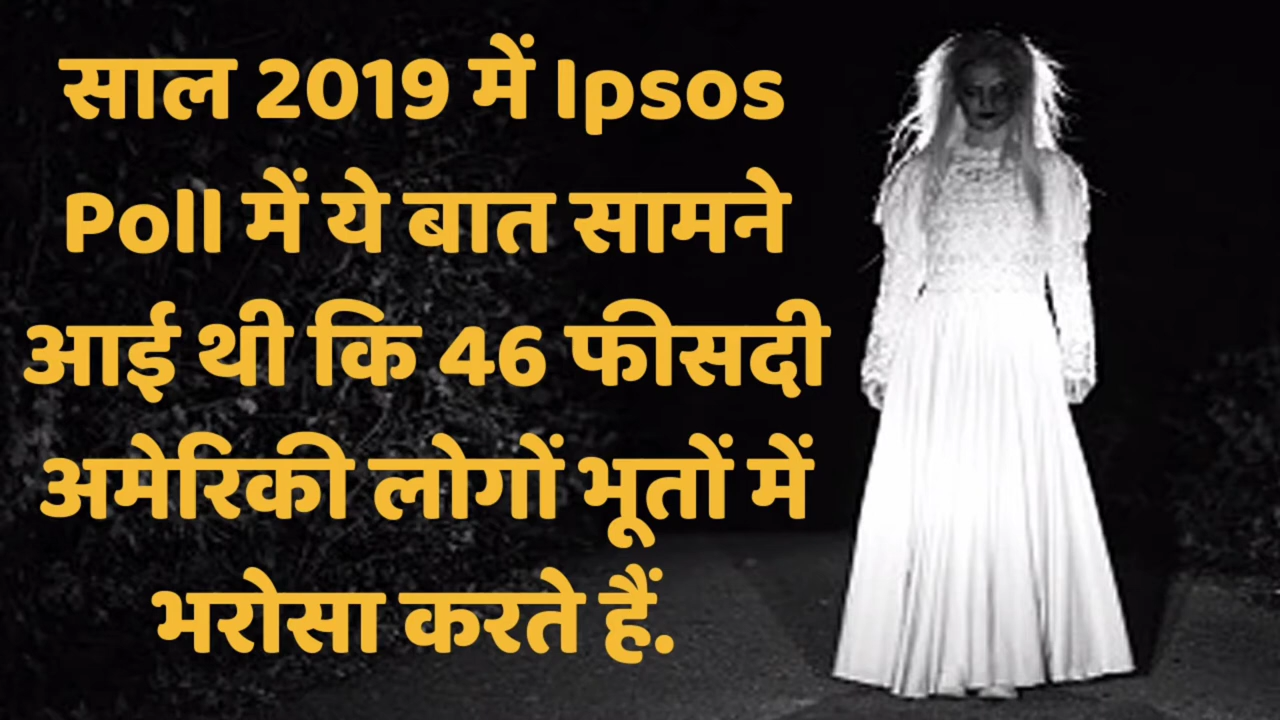 साल 2019 में Ipsos
Poll में ये बात सामने
आई थी कि 46 फीसदी
अमेरिकी लोगों भूतों में
भरोसा करते हैं.